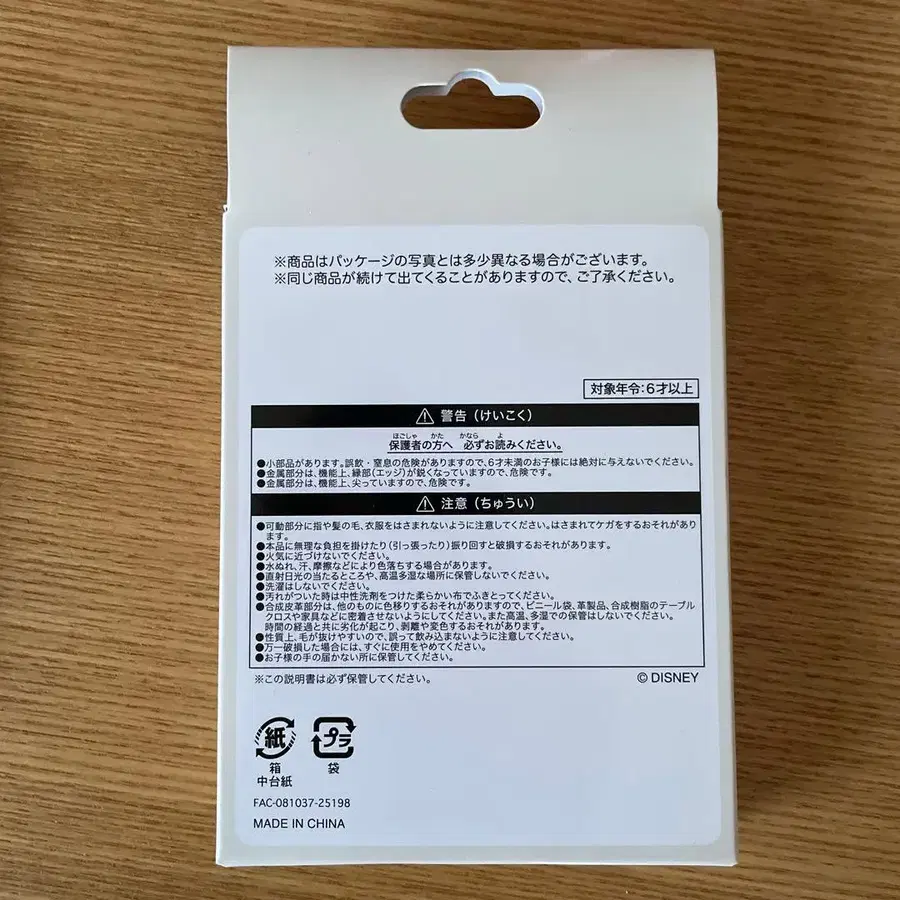 ※商品はパッケージの写真とは多少異なる場合がございます。
※同じ商品が続けて出てくることがありますので、ご了承ください。
対象年令:6才以上
⚠ 警告（けいこく）
ほごしゃ かた かなら よ
保護者の方へ 必ずお読みください。
●小部品があります。誤飲・窒息の危険がありますので、6才未満のお子様には絶対に与えないでください。
●金属部分は、機能上、縁部（エッジ）が鋭くなっていますので、危険です。
●金属部分は、機能上、尖っていますので、危険です。
⚠ 注意（ちゅうい）
●可動部分に指や髪の毛、衣服をはさまれないように注意してください。はさまれてケガをするおそれがあり
ます。
●本品に無理な負担を掛けたり（引っ張ったり）振り回すと破損するおそれがあります。
●火気に近づけないでください。
●水ぬれ、汗、摩擦などにより色落ちする場合があります。
●直射日光の当たるところや、高温多湿な場所に保管しないでください。
●洗濯はしないでください。
●汚れがついた時は中性洗剤をつけた柔らかい布でふきとってください。
●合成皮革部分は、他のものに色移りするおそれがありますので、ビニール袋、革製品、合成樹脂のテーブル
クロスや家具などに密着させないようにしてください。また高温、多湿での保管はしないでください。
時間の経過と共に劣化が起こり、剥離や変色するおそれがあります。
●性質上、毛が抜けやすいので、誤って飲み込まないように注意してください。
●万一破損した場合には、すぐに使用をやめてください。
●お子様の手の届かない所に保管してください。
※この説明書は必ず保管してください。
© DISNEY
紙 プラ
箱 袋
中台紙
FAC-081037-25198
MADE IN CHINA